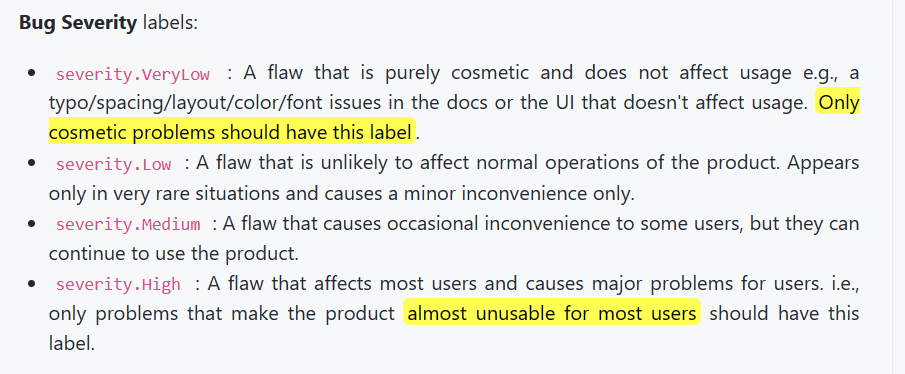 Bug Severity labels:
severity.VeryLow : A flaw that is purely cosmetic and does not affect usage e.g., a
typo/spacing/layout/color/font issues in the docs or the UI that doesn't affect usage. Only
cosmetic problems should have this label.
severity.Low : A flaw that is unlikely to affect normal operations of the product. Appears
only in very rare situations and causes a minor inconvenience only.
severity.Medium : A flaw that causes occasional inconvenience to some users, but they can
continue to use the product.
severity.High : A flaw that affects most users and causes major problems for users. i.e.,
only problems that make the product almost unusable for most users should have this
label.